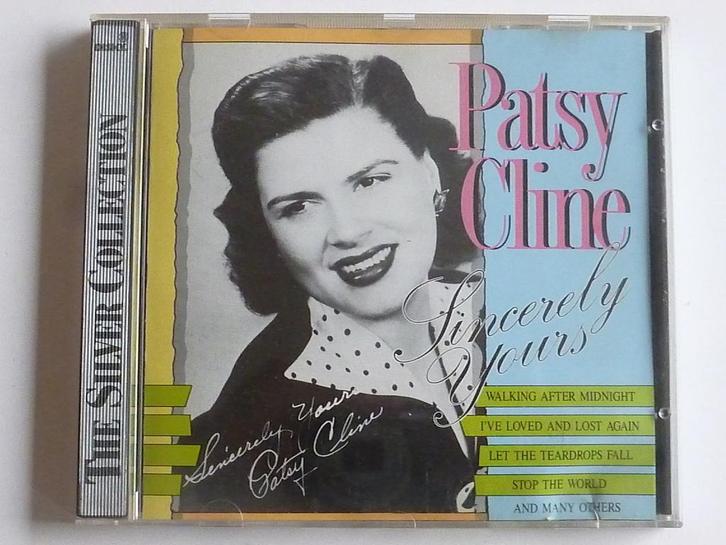 THE SILVER COLLECTION
Patsy
Cline
Sincerely
Yours
WALKING AFTER MIDNIGHT
I'VE LOVED AND LOST AGAIN
LET THE TEARDROPS FALL
STOP THE WORLD
AND MANY OTHERS
Sincerely Yours
Patsy Cline